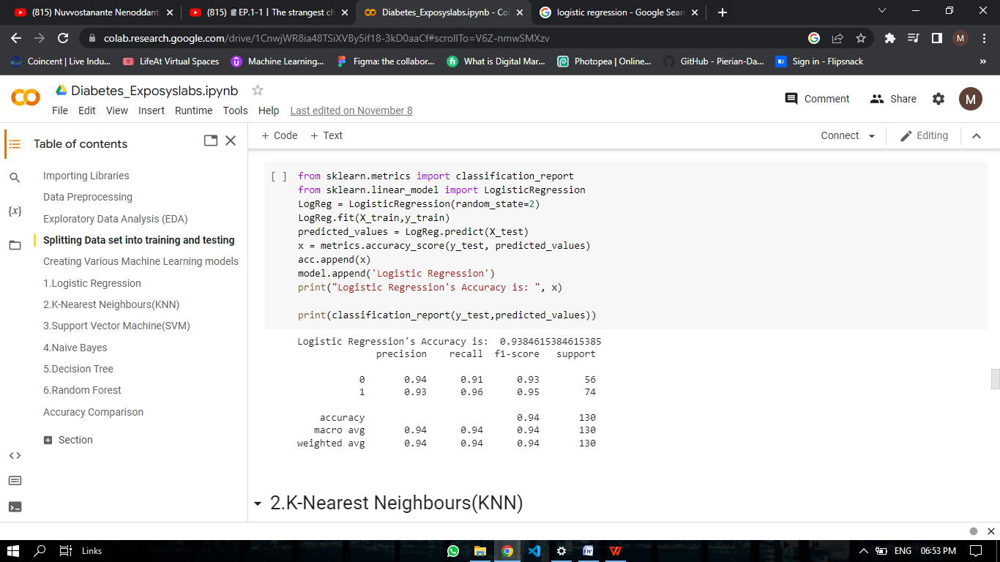 (815) Nuvvostanante Nenoddant
(815) EP.1-1 | The strangest ch
Diabetes_Exposyslabs.ipynb - Col
logistic regression - Google Sear
colab.research.google.com/drive/1CnwjWR8ia48TSiXVBy5if18-3kD0aaCf#scrollTo=V6Z-nmwSMXzv
M
Coincent | Live Indu...
LifeAt Virtual Spaces
Machine Learning...
Figma: the collabor...
What is Digital Mar...
Photopea | Online...
GitHub - Pierian-Da...
Sign in - Flipsnack
»
Diabetes_Exposyslabs.ipynb
File Edit View Insert Runtime Tools Help Last edited on November 8
Comment
Share
M
Table of contents
+ Code + Text
Connect
Editing
Importing Libraries
Data Preprocessing
Exploratory Data Analysis (EDA)
Splitting Data set into training and testing
Creating Various Machine Learning models
1.Logistic Regression
2.K-Nearest Neighbours(KNN)
3.Support Vector Machine(SVM)
4.Naive Bayes
5.Decision Tree
6.Random Forest
Accuracy Comparison
Section
{x}
<>
[ ] from sklearn.metrics import classification_report
from sklearn.linear_model import LogisticRegression
LogReg = LogisticRegression(random_state=2)
LogReg.fit(X_train,y_train)
predicted_values = LogReg.predict(X_test)
x = metrics.accuracy_score(y_test, predicted_values)
acc.append(x)
model.append('Logistic Regression')
print("Logistic Regression's Accuracy is: ", x)
print(classification_report(y_test,predicted_values))
Logistic Regression's Accuracy is:  0.9384615384615385
precision recall f1-score support
0 0.94 0.91 0.93 56
1 0.93 0.96 0.95 74
accuracy 0.94 130
macro avg 0.94 0.94 0.94 130
weighted avg 0.94 0.94 0.94 130
2.K-Nearest Neighbours(KNN)
Links
ENG 06:53 PM